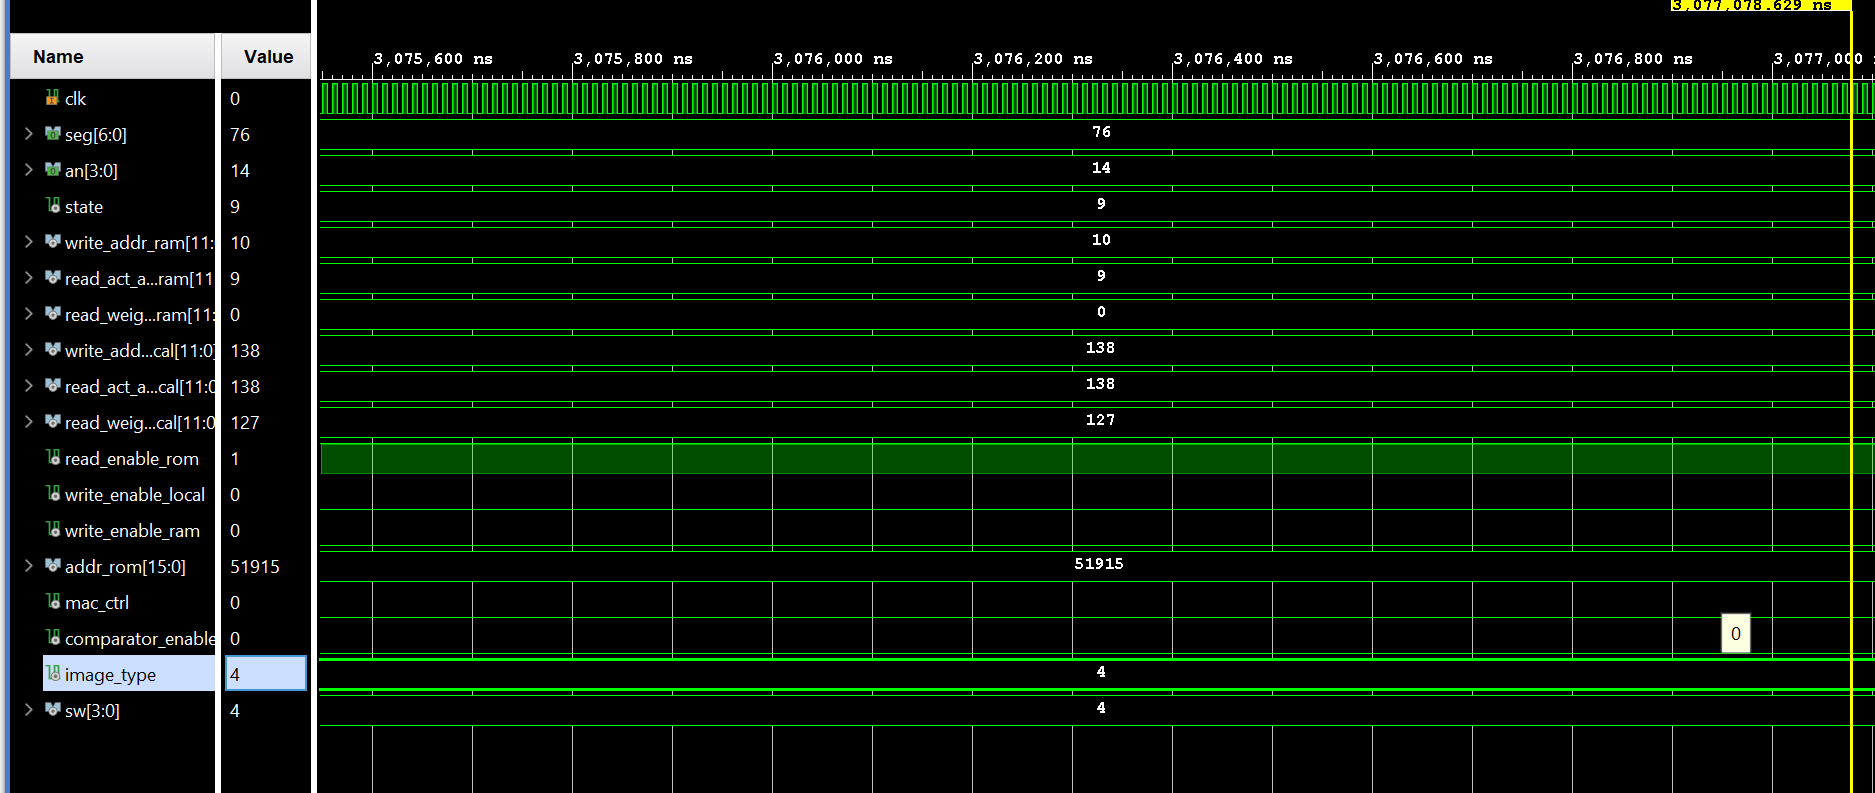 3,077,078.629 ns
Name Value
3,075,600 ns 3,075,800 ns 3,076,000 ns 3,076,200 ns 3,076,400 ns 3,076,600 ns 3,076,800 ns 3,077,000
clk 0
seg[6:0] 76 76
an[3:0] 14 14
state 9 9
write_addr_ram[11: 10 10
read_act_a...ram[11 9 9
read_weig...ram[11: 0 0
write_add...cal[11:0] 138 138
read_act_a...cal[11:0 138 138
read_weig...cal[11:0 127 127
read_enable_rom 1
write_enable_local 0
write_enable_ram 0
addr_rom[15:0] 51915 51915
mac_ctrl 0
comparator_enable 0 0
image_type 4 4
sw[3:0] 4 4